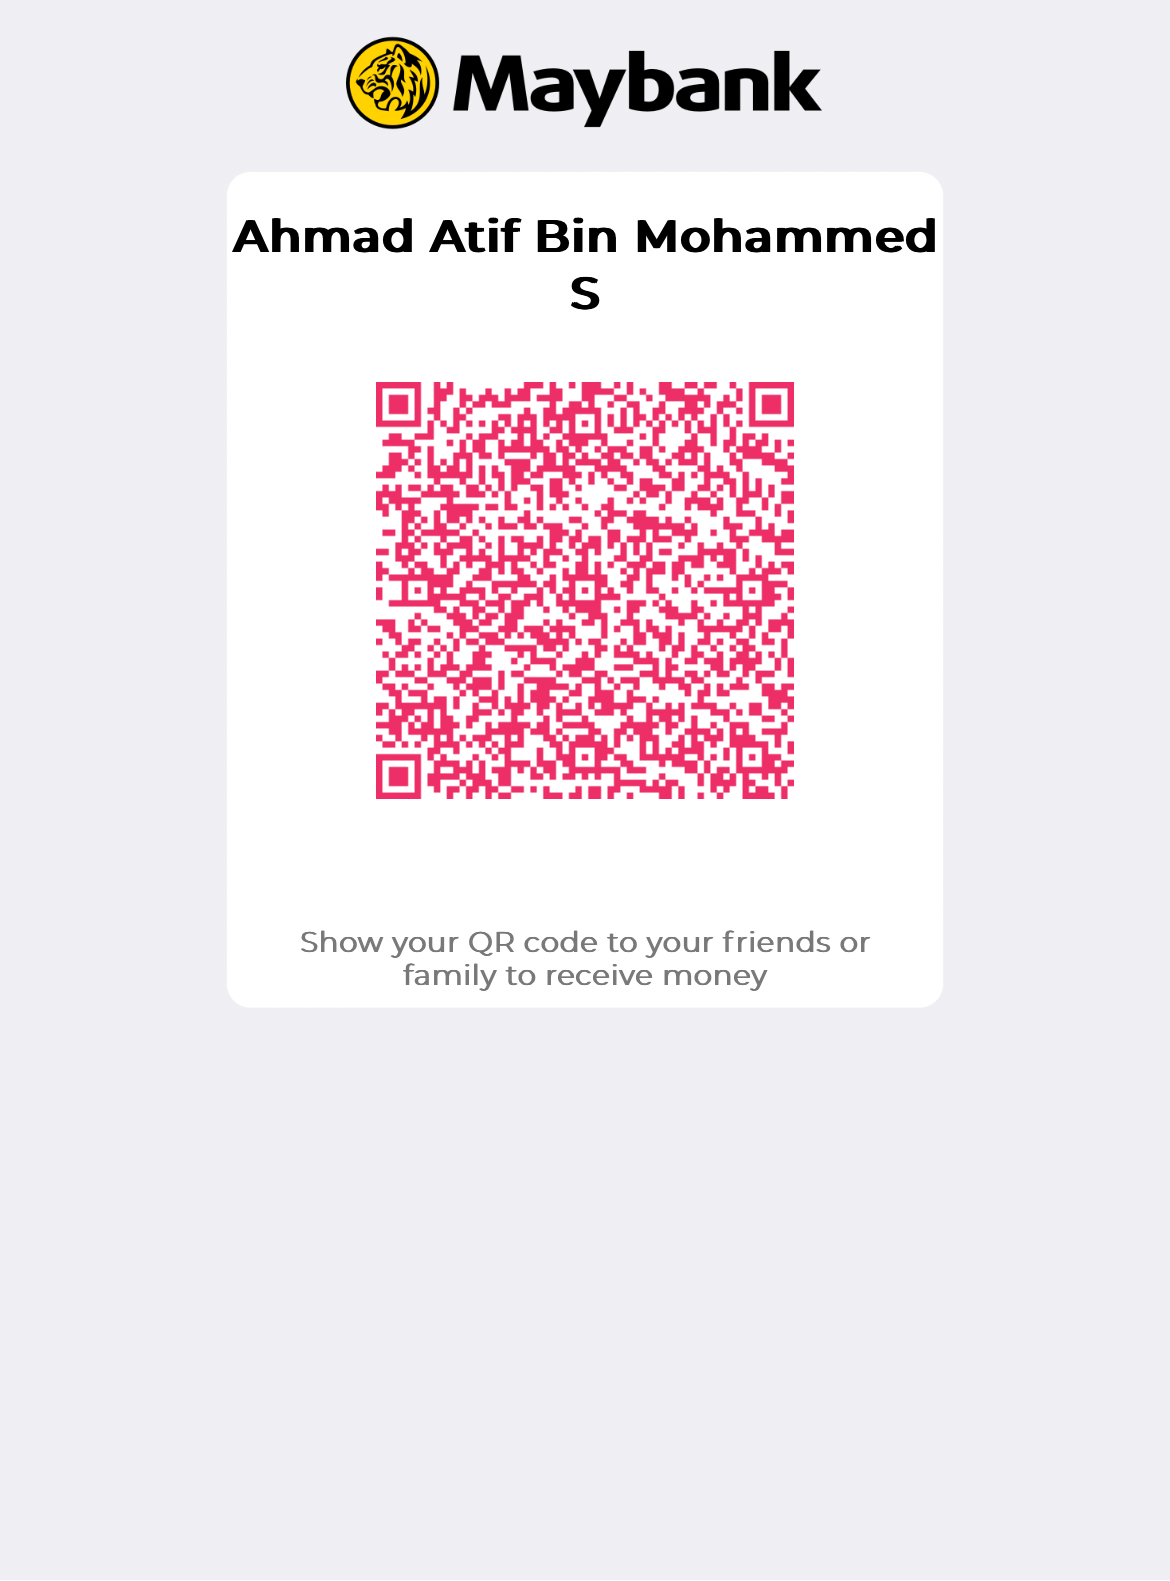 Maybank
Ahmad Atif Bin Mohammed
S
Show your QR code to your friends or
family to receive money